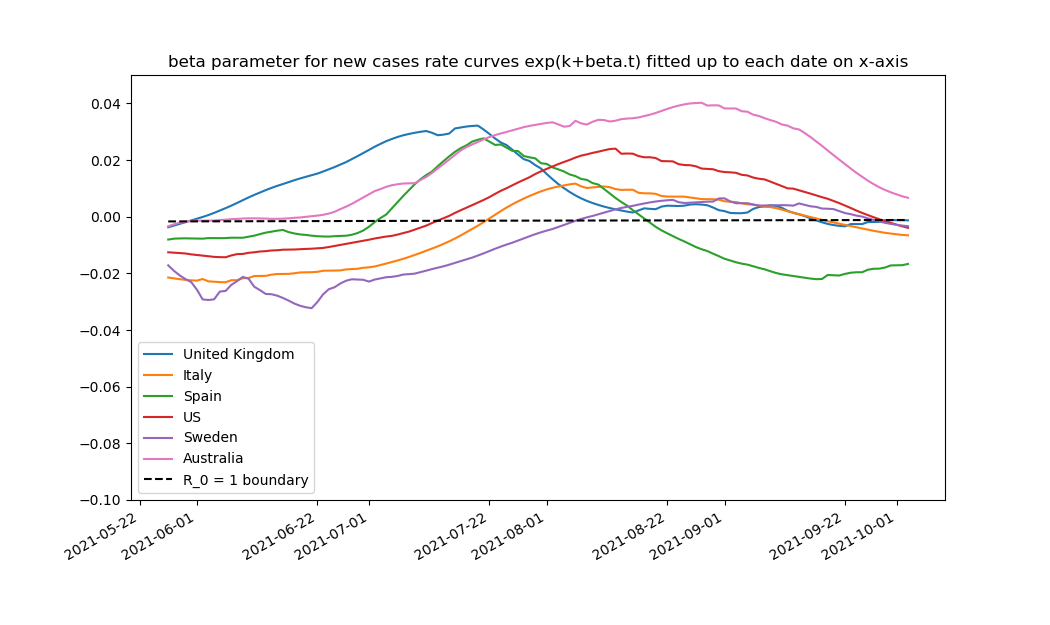 beta parameter for new cases rate curves exp(k+beta.t) fitted up to each date on x-axis
0.04
0.02
0.00
−0.02
−0.04
−0.06
−0.08
−0.10
United Kingdom
Italy
Spain
US
Sweden
Australia
R_0 = 1 boundary
2021-05-22
2021-06-01
2021-06-22
2021-07-01
2021-07-22
2021-08-01
2021-08-22
2021-09-01
2021-09-22
2021-10-01